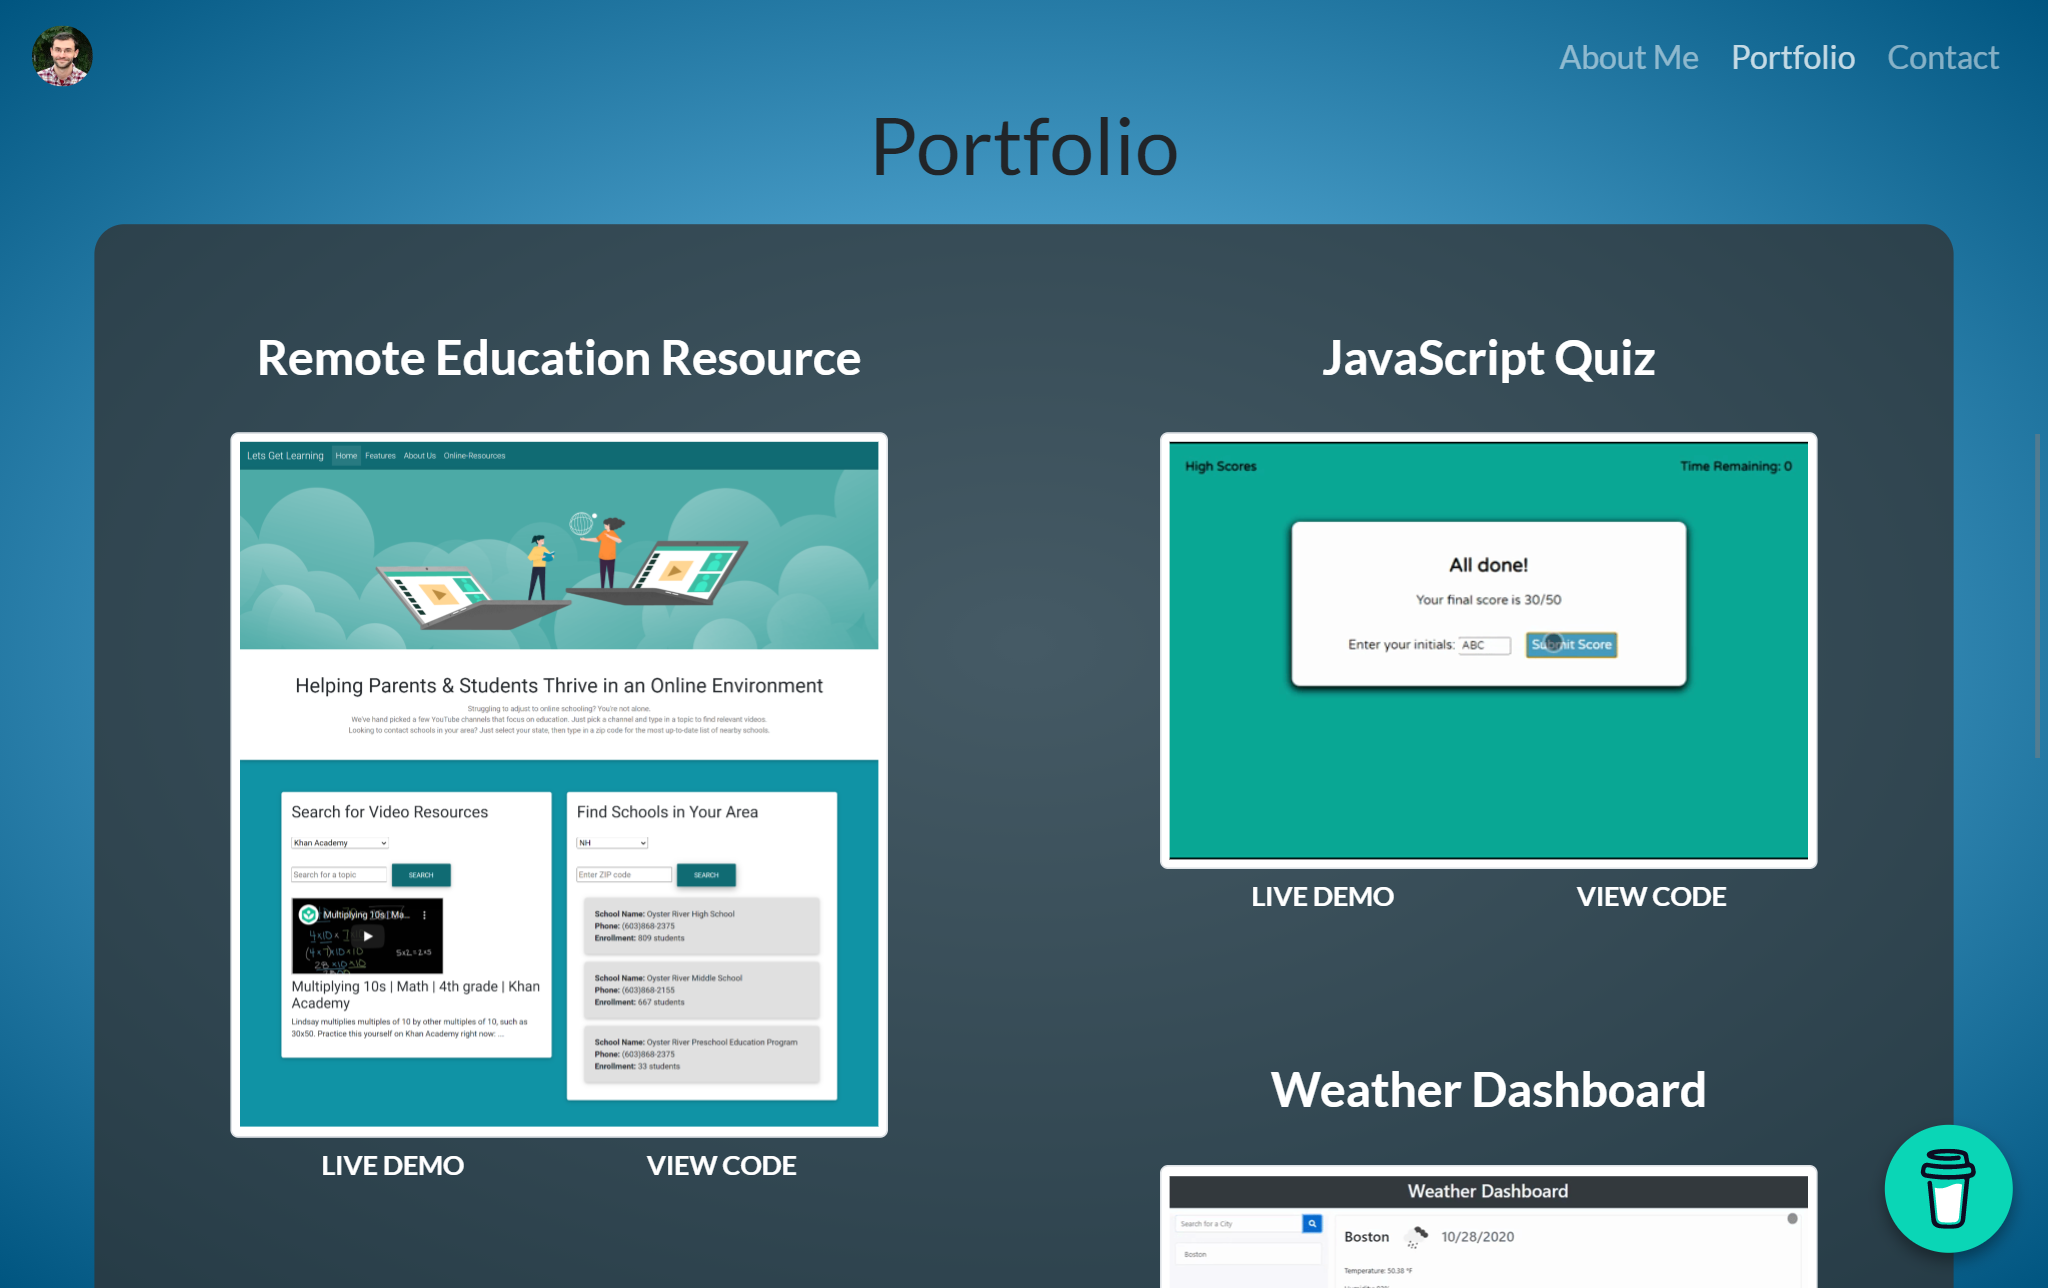 About Me Portfolio Contact
Portfolio
Remote Education Resource
Lets Get Learning Home Features About Us Online-Resources
Helping Parents & Students Thrive in an Online Environment
Struggling to adjust to online schooling? You're not alone.
We've hand picked a few YouTube channels that focus on education. Just pick a channel and type in a topic to find relevant videos.
Looking to contact schools in your area? Just select your state, then type in a zip code for the most up-to-date list of nearby schools.
Search for Video Resources
Khan Academy
Search for a topic SEARCH
Multiplying 10s | Ma...
5x2=2x5
Multiplying 10s | Math | 4th grade | Khan
Academy
Lindsay multiplies multiples of 10 by other multiples of 10, such as
30x50. Practice this yourself on Khan Academy right now: ...
Find Schools in Your Area
NH
Enter ZIP code SEARCH
School Name: Oyster River High School
Phone: (603)868-2375
Enrollment: 809 students
School Name: Oyster River Middle School
Phone: (603)868-2155
Enrollment: 667 students
School Name: Oyster River Preschool Education Program
Phone: (603)868-2375
Enrollment: 33 students
LIVE DEMO VIEW CODE
JavaScript Quiz
High Scores Time Remaining: 0
All done!
Your final score is 30/50
Enter your initials: ABC Submit Score
LIVE DEMO VIEW CODE
Weather Dashboard
Weather Dashboard
Search for a City
Boston
Boston 10/28/2020
Temperature: 50.38 °F